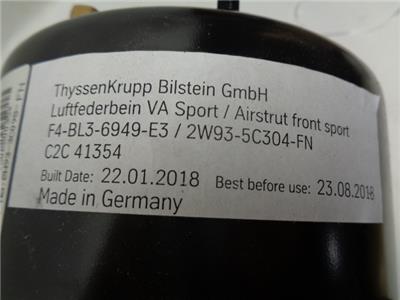 ThyssenKrupp Bilstein GmbH
Luftfederbein VA Sport / Airstrut front sport
F4-BL3-6949-E3 / 2W93-5C304-FN
C2C 41354
Built Date: 22.01.2018 Best before use: 23.08.2018
Made in Germany